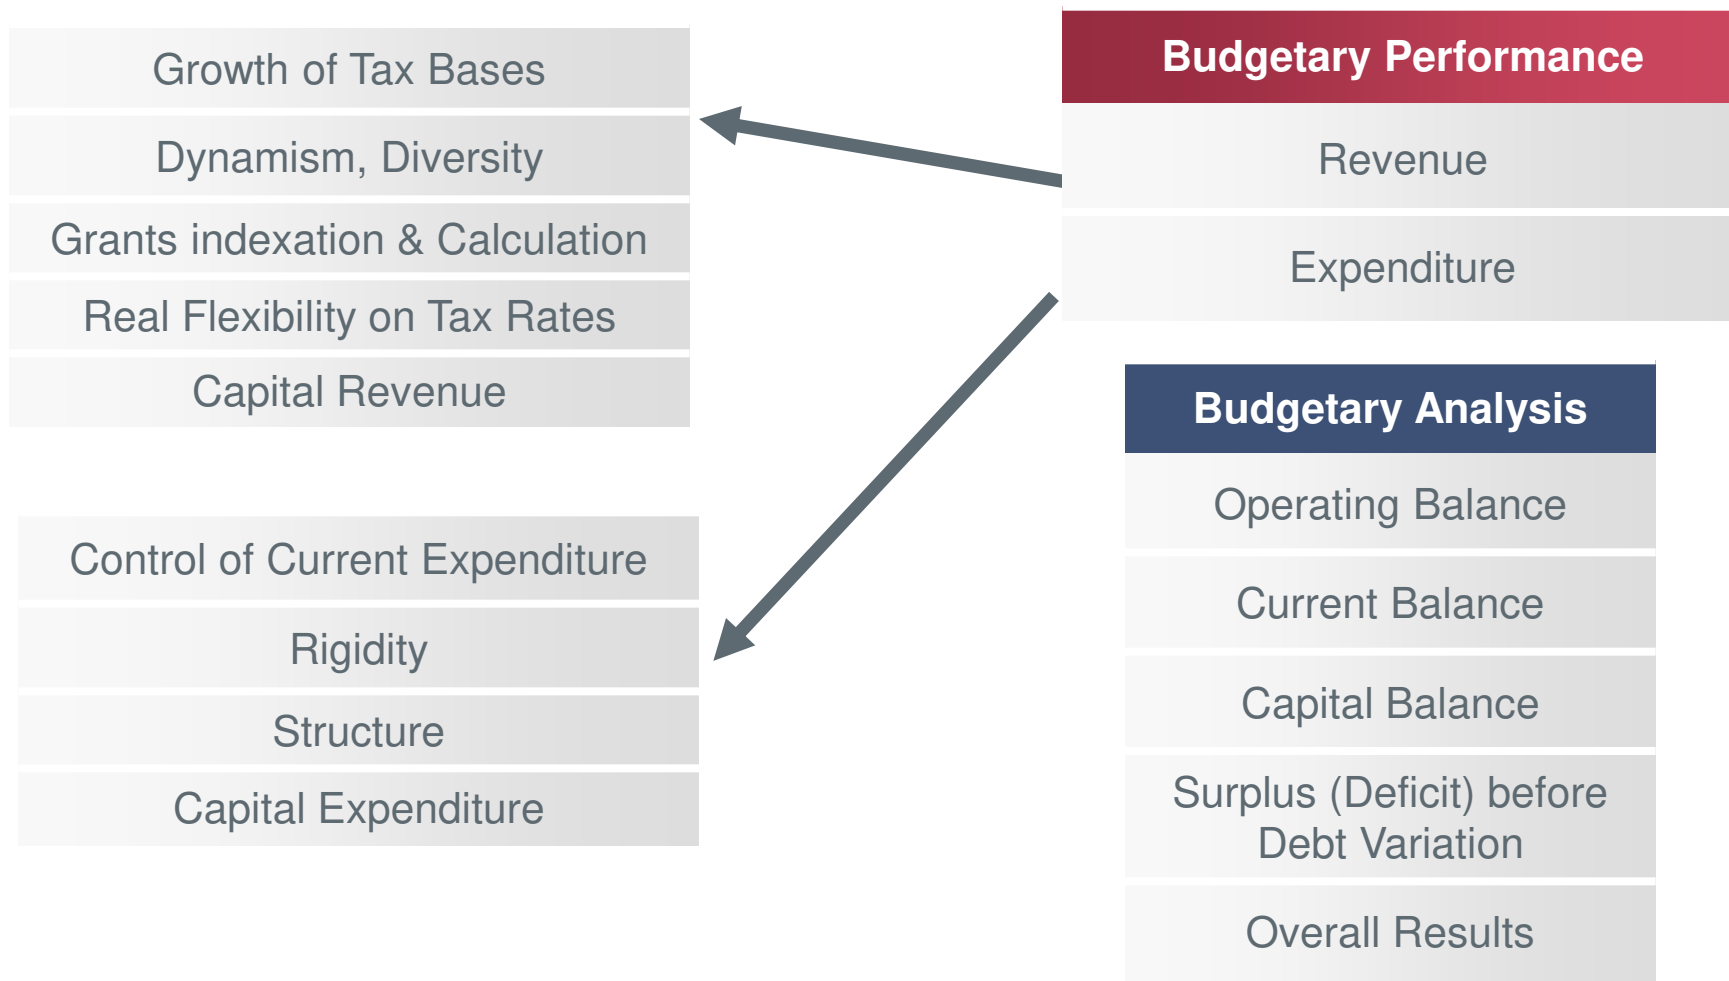 Growth of Tax Bases
Dynamism, Diversity
Grants indexation & Calculation
Real Flexibility on Tax Rates
Capital Revenue
Control of Current Expenditure
Rigidity
Structure
Capital Expenditure
Budgetary Performance
Revenue
Expenditure
Budgetary Analysis
Operating Balance
Current Balance
Capital Balance
Surplus (Deficit) before
Debt Variation
Overall Results